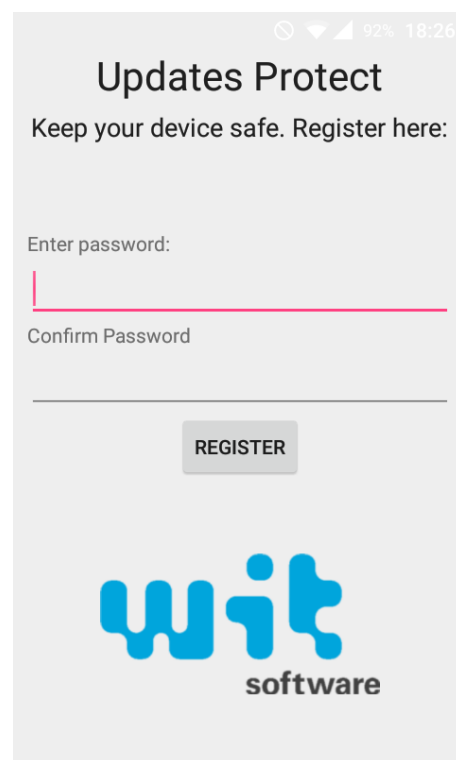 92% 18:26
Updates Protect
Keep your device safe. Register here:
Enter password:
Confirm Password
REGISTER
wit
software